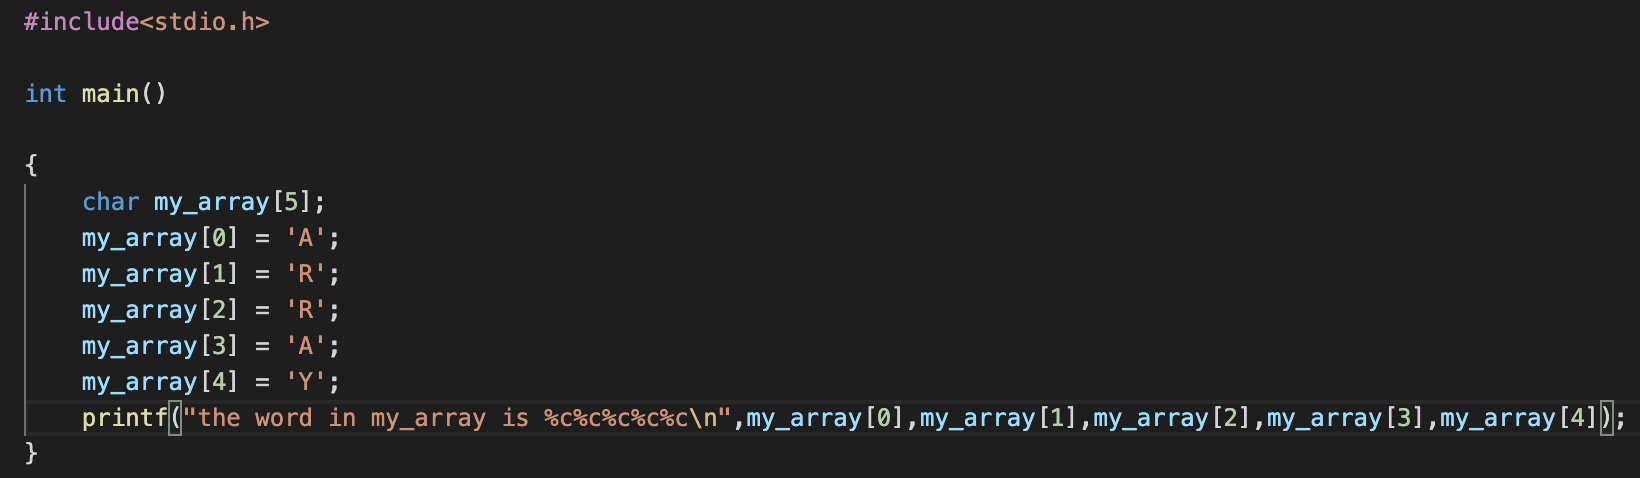 #include<stdio.h>
int main()
{
    char my_array[5];
    my_array[0] = 'A';
    my_array[1] = 'R';
    my_array[2] = 'R';
    my_array[3] = 'A';
    my_array[4] = 'Y';
    printf("the word in my_array is %c%c%c%c%c\n",my_array[0],my_array[1],my_array[2],my_array[3],my_array[4]);
}